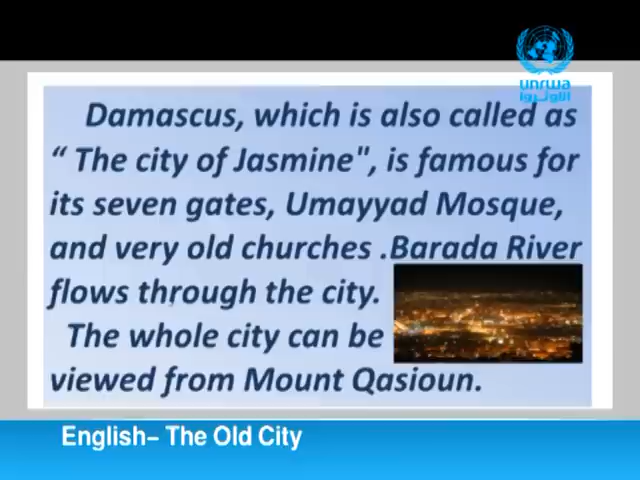 unrwa
الأونروا
Damascus, which is also called as
“ The city of Jasmine", is famous for
its seven gates, Umayyad Mosque,
and very old churches .Barada River
flows through the city.
The whole city can be
viewed from Mount Qasioun.
English– The Old City